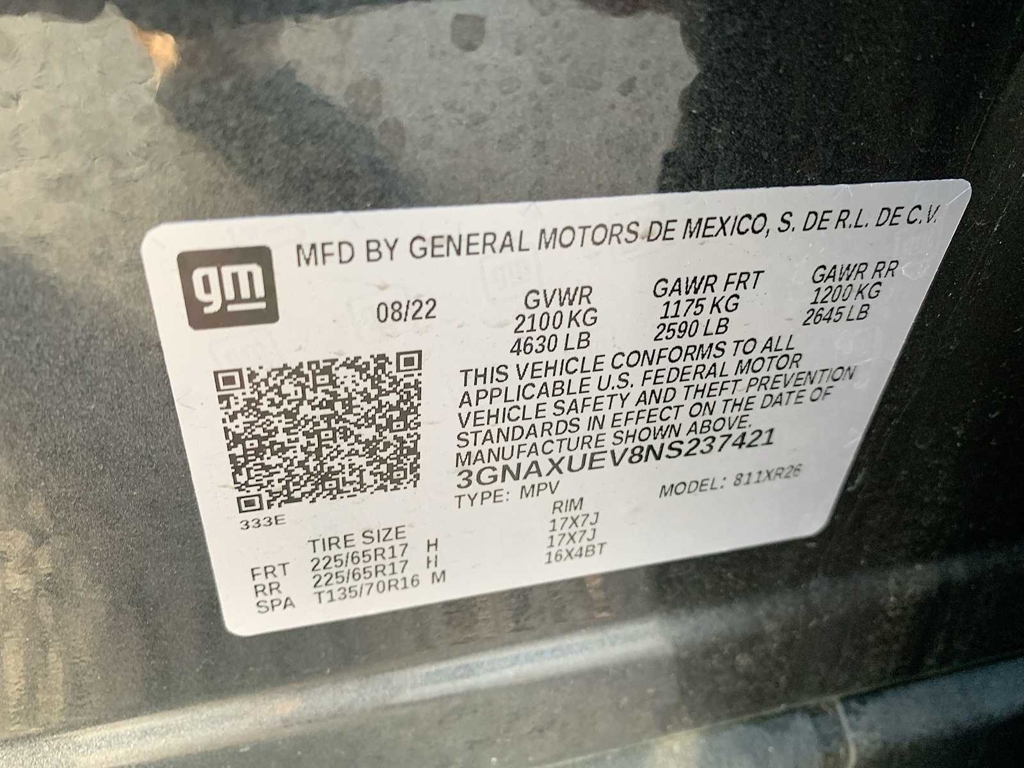 gm
MFD BY GENERAL MOTORS DE MEXICO, S. DE R.L. DE C.V.
08/22
GVWR
2100 KG
4630 LB
GAWR FRT
1175 KG
2590 LB
GAWR RR
1200 KG
2645 LB
THIS VEHICLE CONFORMS TO ALL
APPLICABLE U.S. FEDERAL MOTOR
VEHICLE SAFETY AND THEFT PREVENTION
STANDARDS IN EFFECT ON THE DATE OF
MANUFACTURE SHOWN ABOVE.
3GNAXUEV8NS237421
TYPE: MPV
MODEL: 811XR26
333E
TIRE SIZE RIM
FRT 225/65R17 H 17X7J
RR 225/65R17 H 17X7J
SPA T135/70R16 M 16X4BT